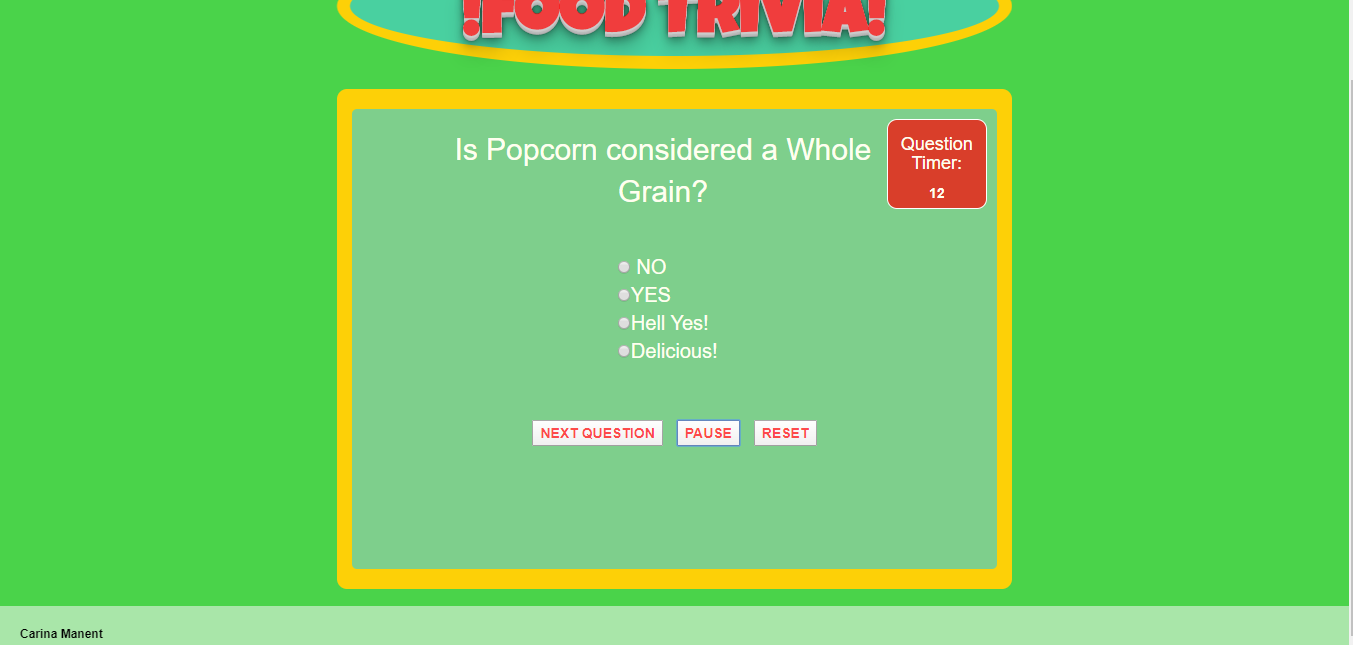 !FOOD TRIVIA!
Is Popcorn considered a Whole
Grain?
Question
Timer:
12
NO
YES
Hell Yes!
Delicious!
NEXT QUESTION PAUSE RESET
Carina Manent